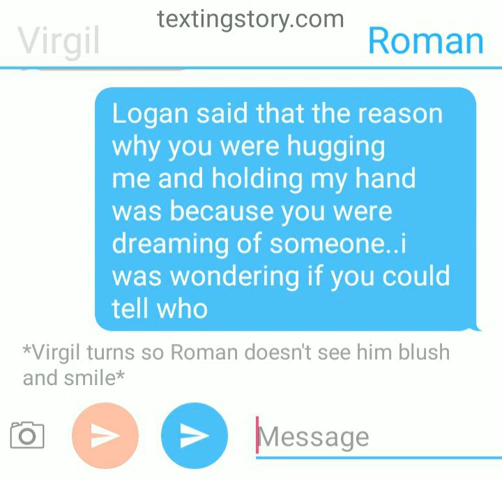 textingstory.com
Virgil
Roman
Logan said that the reason
why you were hugging
me and holding my hand
was because you were
dreaming of someone..i
was wondering if you could
tell who
*Virgil turns so Roman doesn't see him blush
and smile*
Message